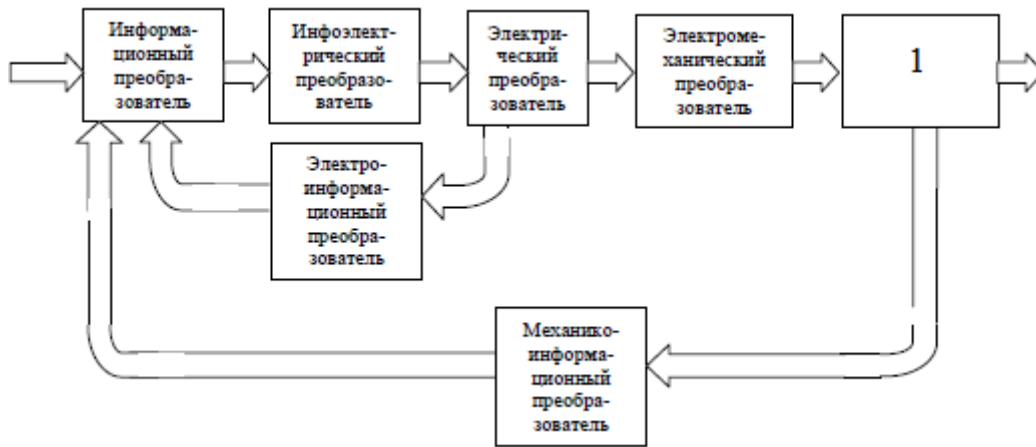 Информа-
ционный
преобра-
зователь
Инфоэлект-
рический
преобразо-
ватель
Электри-
ческий
преобра-
зователь
Электроме-
ханический
преобра-
зователь
1
Электро-
информа-
ционный
преобра-
зователь
Механико-
информа-
ционный
преобра-
зователь